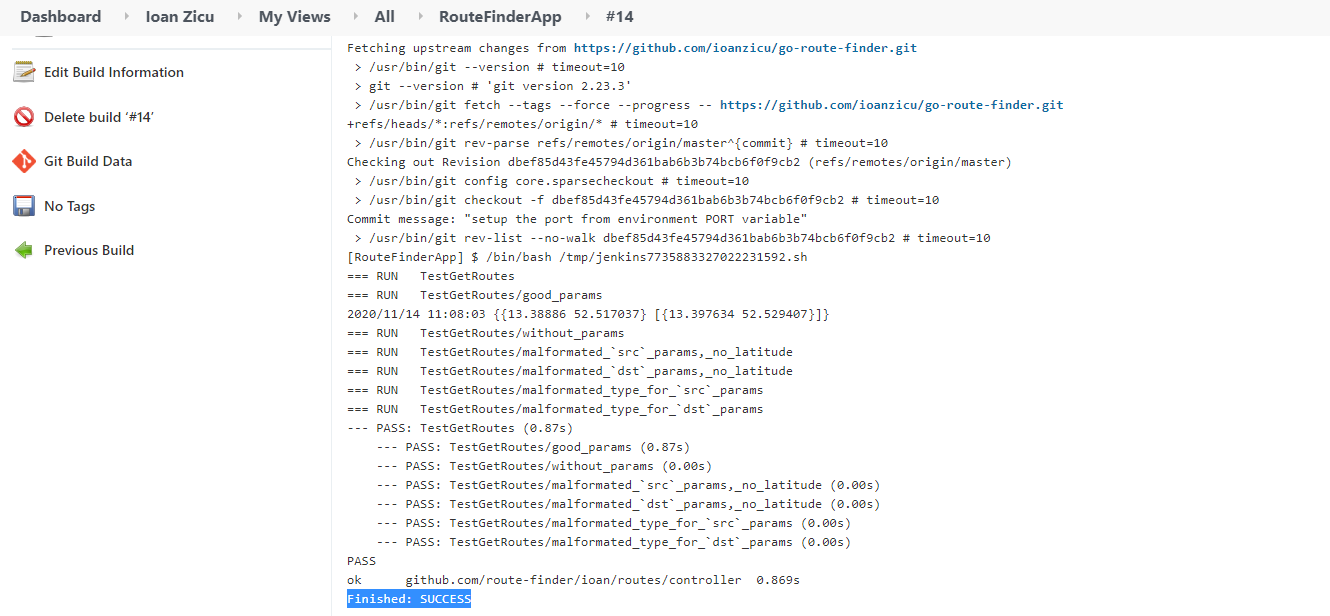 Dashboard Ioan Zicu My Views All RouteFinderApp #14
Edit Build Information
Delete build ‘#14’
Git Build Data
No Tags
Previous Build
Fetching upstream changes from https://github.com/ioanzicu/go-route-finder.git
> /usr/bin/git --version # timeout=10
> git --version # 'git version 2.23.3'
> /usr/bin/git fetch --tags --force --progress -- https://github.com/ioanzicu/go-route-finder.git
+refs/heads/*:refs/remotes/origin/* # timeout=10
> /usr/bin/git rev-parse refs/remotes/origin/master^{commit} # timeout=10
Checking out Revision dbef85d43fe45794d361bab6b3b74bcb6f0f9cb2 (refs/remotes/origin/master)
> /usr/bin/git config core.sparsecheckout # timeout=10
> /usr/bin/git checkout -f dbef85d43fe45794d361bab6b3b74bcb6f0f9cb2 # timeout=10
Commit message: "setup the port from environment PORT variable"
> /usr/bin/git rev-list --no-walk dbef85d43fe45794d361bab6b3b74bcb6f0f9cb2 # timeout=10
[RouteFinderApp] $ /bin/bash /tmp/jenkins7735883327022231592.sh
=== RUN   TestGetRoutes
=== RUN   TestGetRoutes/good_params
2020/11/14 11:08:03 {{13.38886 52.517037} [{13.397634 52.529407}]}
=== RUN   TestGetRoutes/without_params
=== RUN   TestGetRoutes/malformated_`src`_params,_no_latitude
=== RUN   TestGetRoutes/malformated_`dst`_params,_no_latitude
=== RUN   TestGetRoutes/malformated_type_for_`src`_params
=== RUN   TestGetRoutes/malformated_type_for_`dst`_params
--- PASS: TestGetRoutes (0.87s)
--- PASS: TestGetRoutes/good_params (0.87s)
--- PASS: TestGetRoutes/without_params (0.00s)
--- PASS: TestGetRoutes/malformated_`src`_params,_no_latitude (0.00s)
--- PASS: TestGetRoutes/malformated_`dst`_params,_no_latitude (0.00s)
--- PASS: TestGetRoutes/malformated_type_for_`src`_params (0.00s)
--- PASS: TestGetRoutes/malformated_type_for_`dst`_params (0.00s)
PASS
ok      github.com/route-finder/ioan/routes/controller  0.869s
Finished: SUCCESS